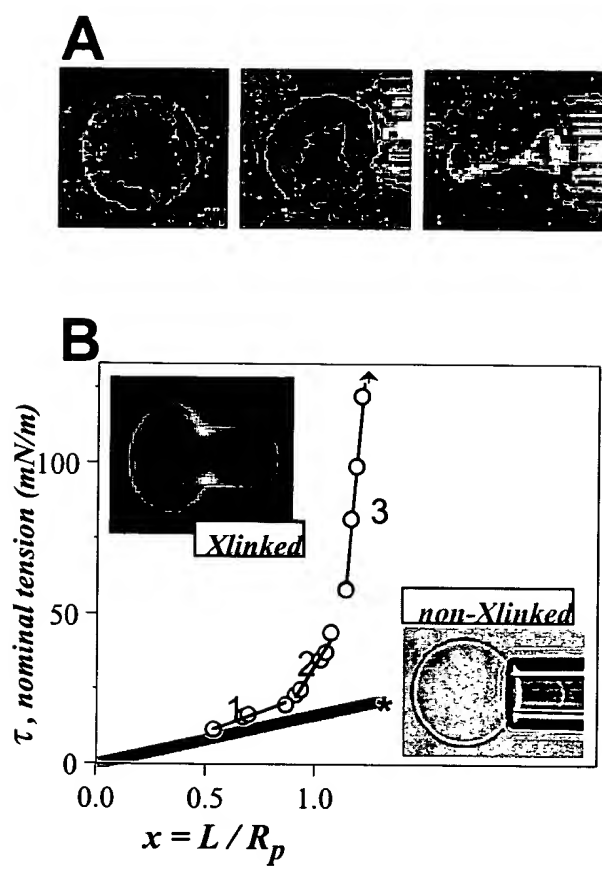 A
B
τ , nominal tension (mN/m)
100
50
0
Xlinked
3
non-Xlinked
2
1
*
0.0 0.5 1.0
x = L / Rp